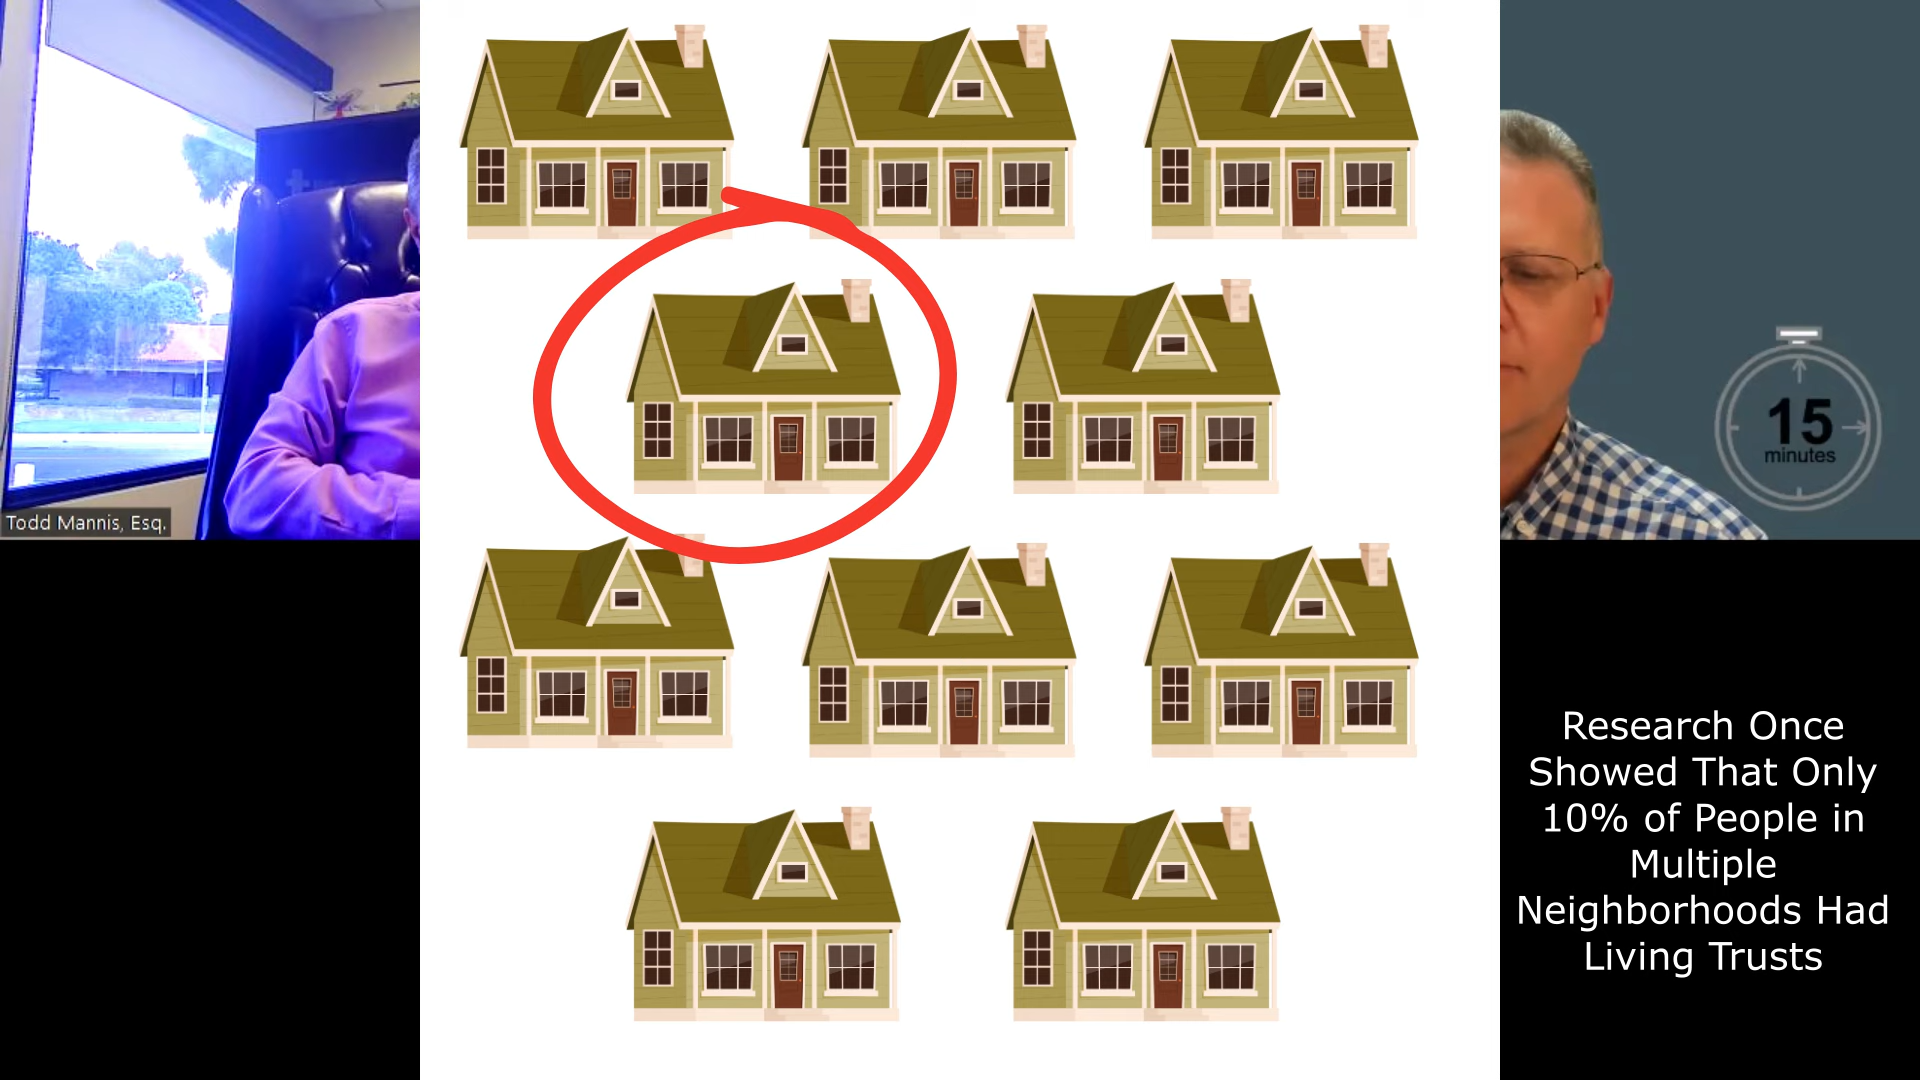 Todd Mannis, Esq.
15
minutes
Research Once
Showed That Only
10% of People in
Multiple
Neighborhoods Had
Living Trusts